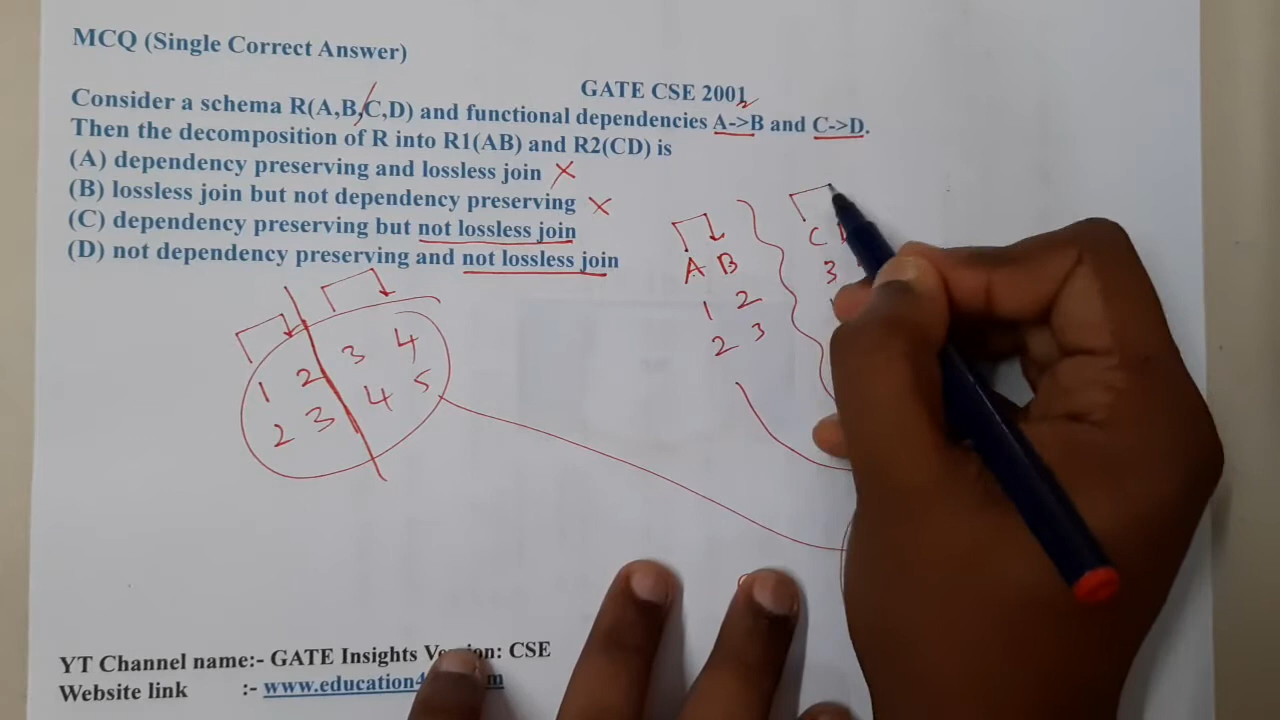 MCQ (Single Correct Answer)
GATE CSE 2001
2
Consider a schema R(A,B,C,D) and functional dependencies A->B and C->D.
Then the decomposition of R into R1(AB) and R2(CD) is
(A) dependency preserving and lossless join ×
(B) lossless join but not dependency preserving ×
(C) dependency preserving but not lossless join
(D) not dependency preserving and not lossless join
A B
1 2
2 3
C
3
1 2 3 4
2 3 4 5
YT Channel name:- GATE Insights CSE
Website link :-